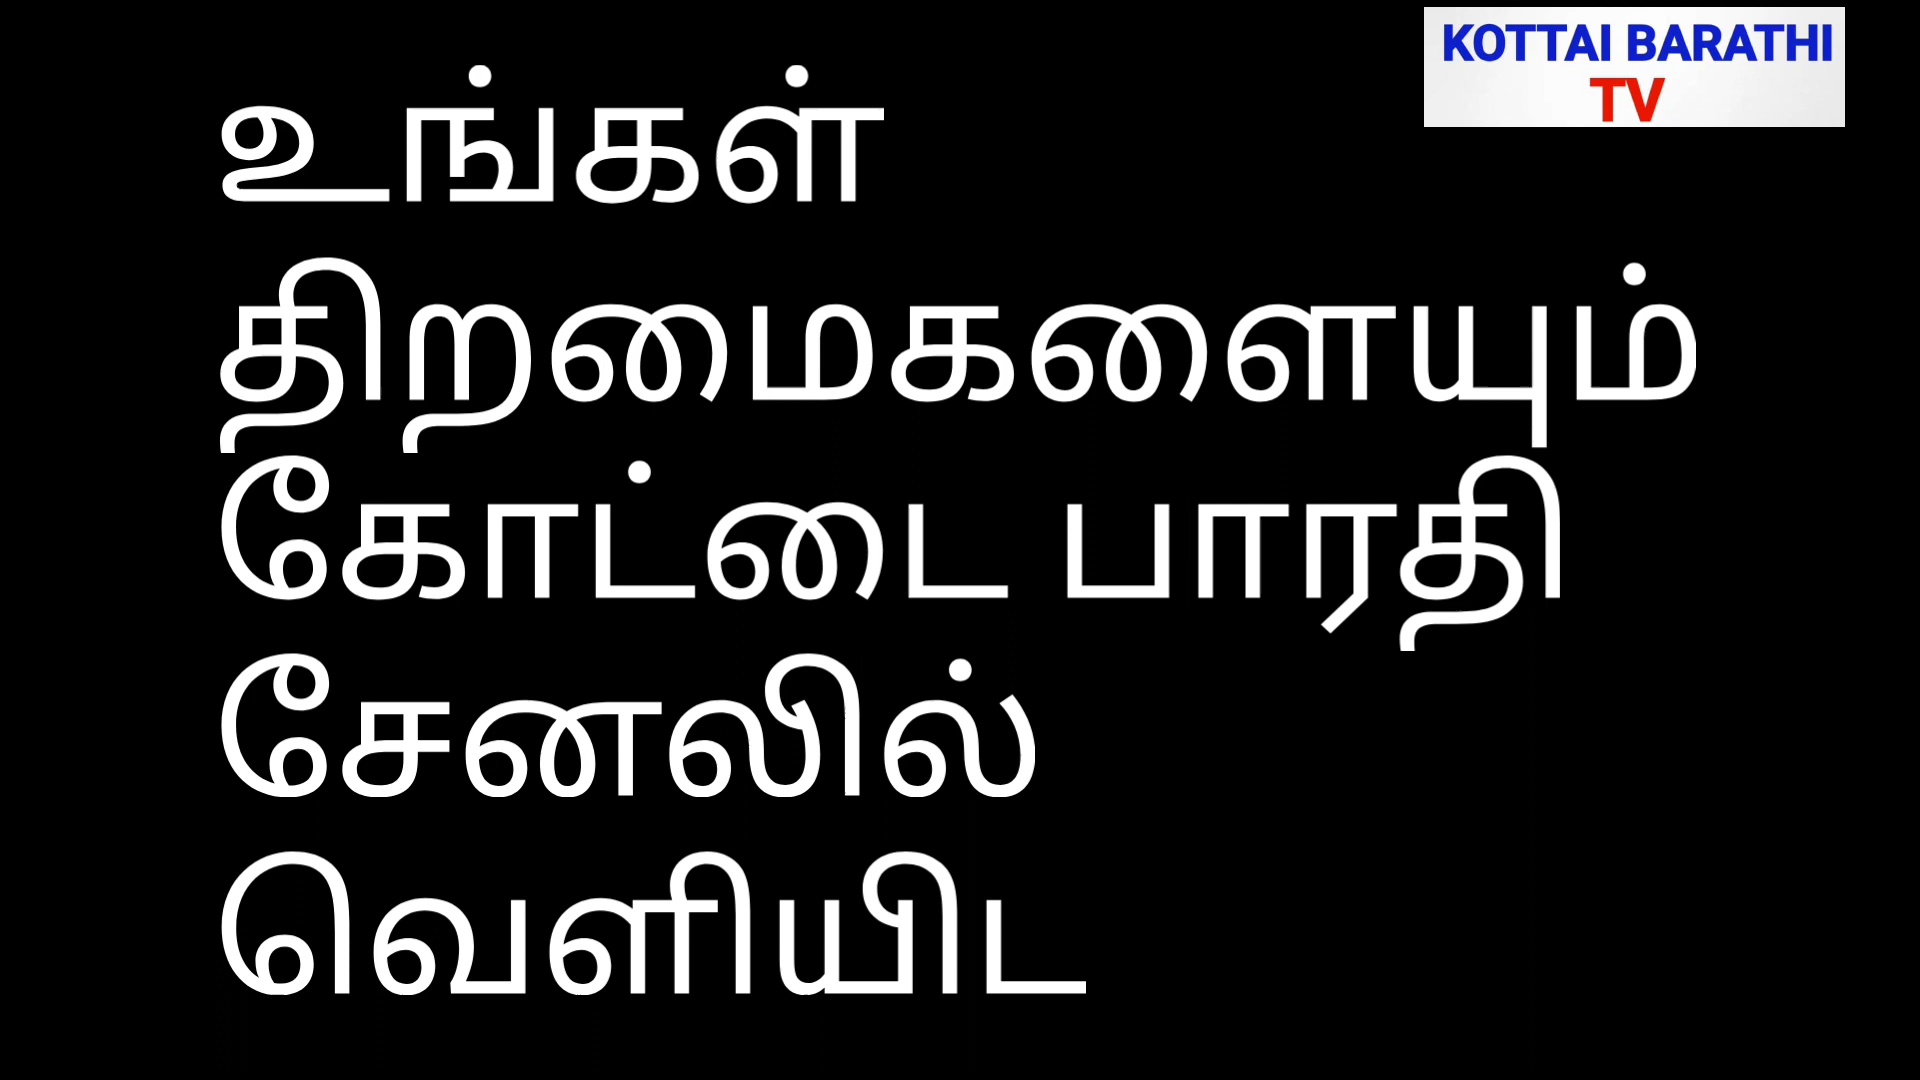 KOTTAI BARATHI
TV
உங்கள்
திறமைகளையும்
கோட்டை பாரதி
சேனலில்
வெளியிட